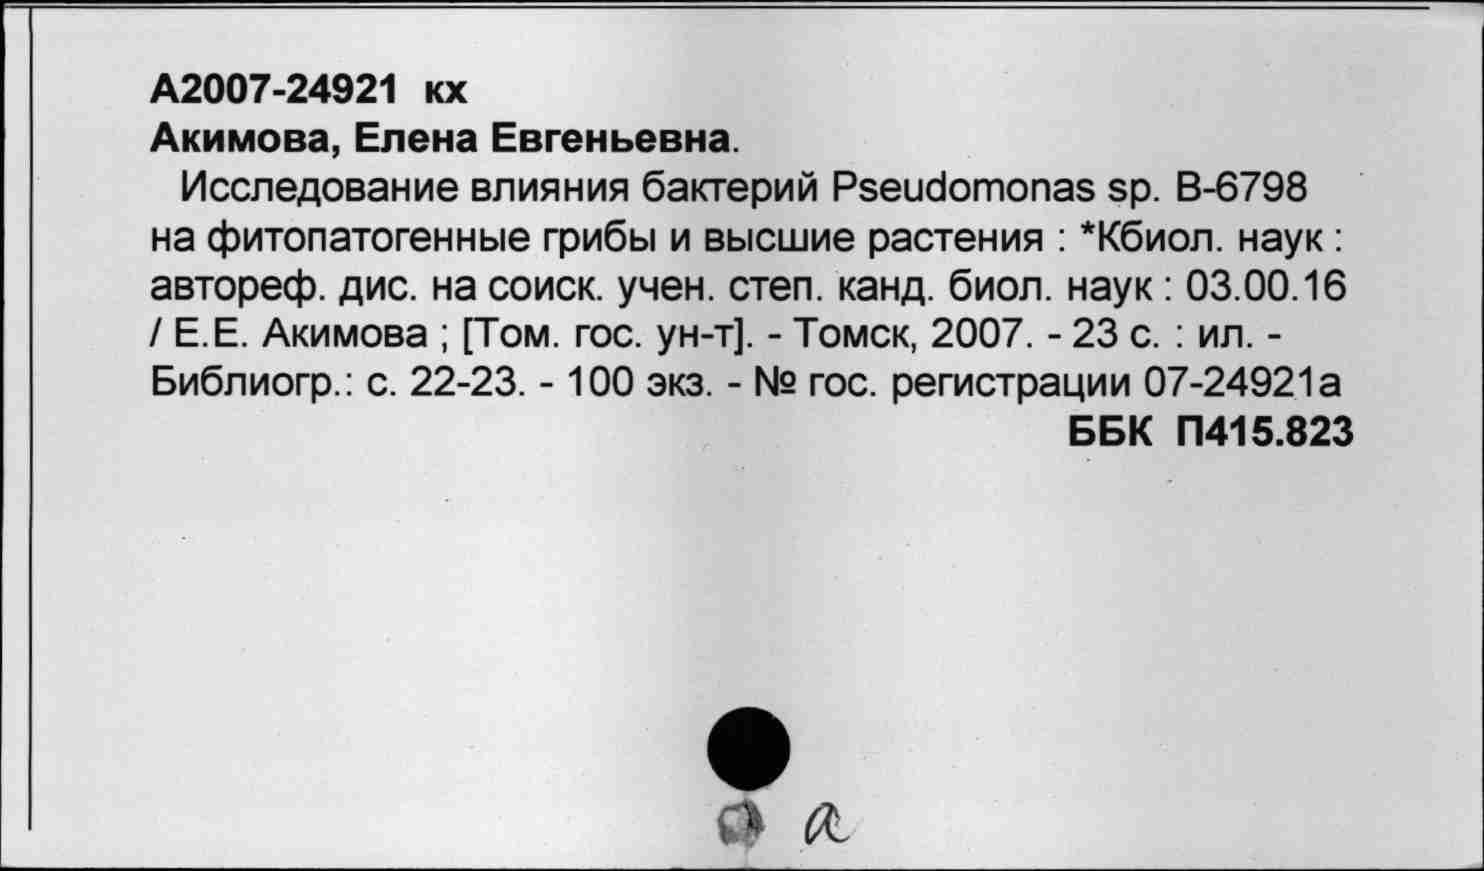 А2007-24921 кх
Акимова, Елена Евгеньевна.
Исследование влияния бактерий Pseudomonas sp. В-6798
на фитопатогенные грибы и высшие растения : *Кбиол. наук :
автореф. дис. на соиск. учен. степ. канд. биол. наук : 03.00.16
/ Е.Е. Акимова ; [Том. гос. ун-т]. - Томск, 2007. - 23 с. : ил. -
Библиогр.: с. 22-23. - 100 экз. - № гос. регистрации 07-24921а
ББК П415.823
а